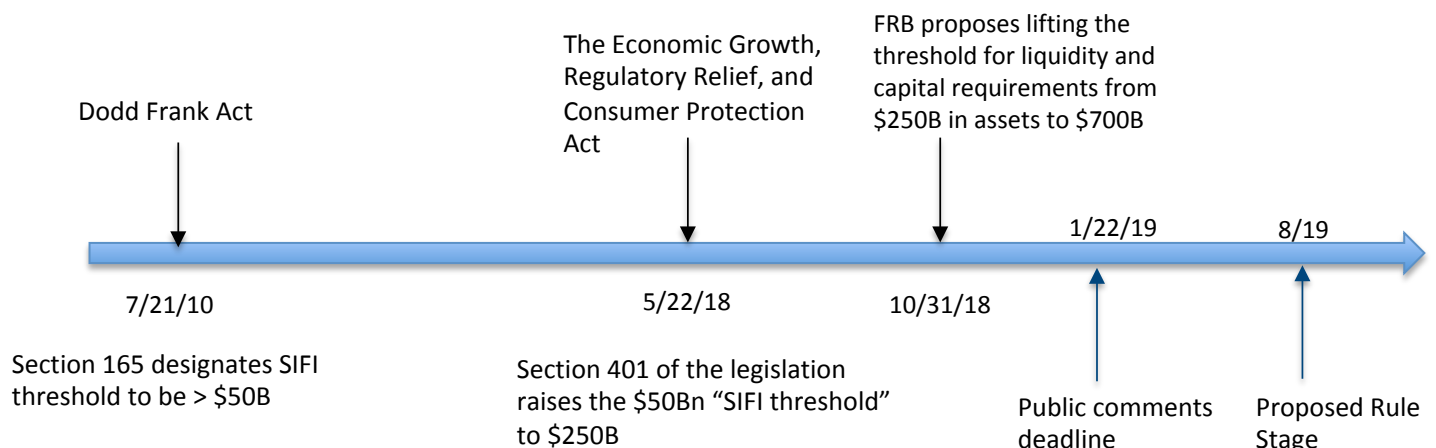 Dodd Frank Act
The Economic Growth,
Regulatory Relief, and
Consumer Protection
Act
FRB proposes lifting the
threshold for liquidity and
capital requirements from
$250B in assets to $700B
1/22/19
8/19
7/21/10
5/22/18
10/31/18
Section 165 designates SIFI
threshold to be > $50B
Section 401 of the legislation
raises the $50Bn “SIFI threshold”
to $250B
Public comments
deadline
Proposed Rule
Stage